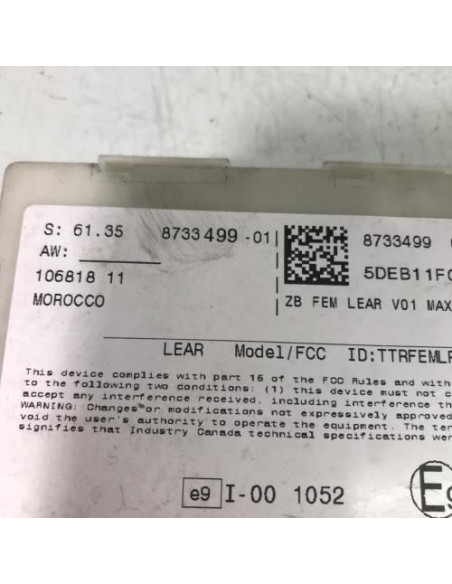 S: 61.35 8733499-01
AW:
106818 11
MOROCCO
8733499
5DEB11F
ZB FEM LEAR V01 MAX
LEAR Model/FCC ID:TTRFEMLF
This device complies with part 15 of the FCC Rules and with
to the following two conditions: (1) this device must not c
accept any interference received, including interference th
WARNING: Changes or modifications not expressively approved
void the user's authority to operate the equipment. The ter
signifies that Industry Canada technical specifications wer
e9 I-00 1052
E9